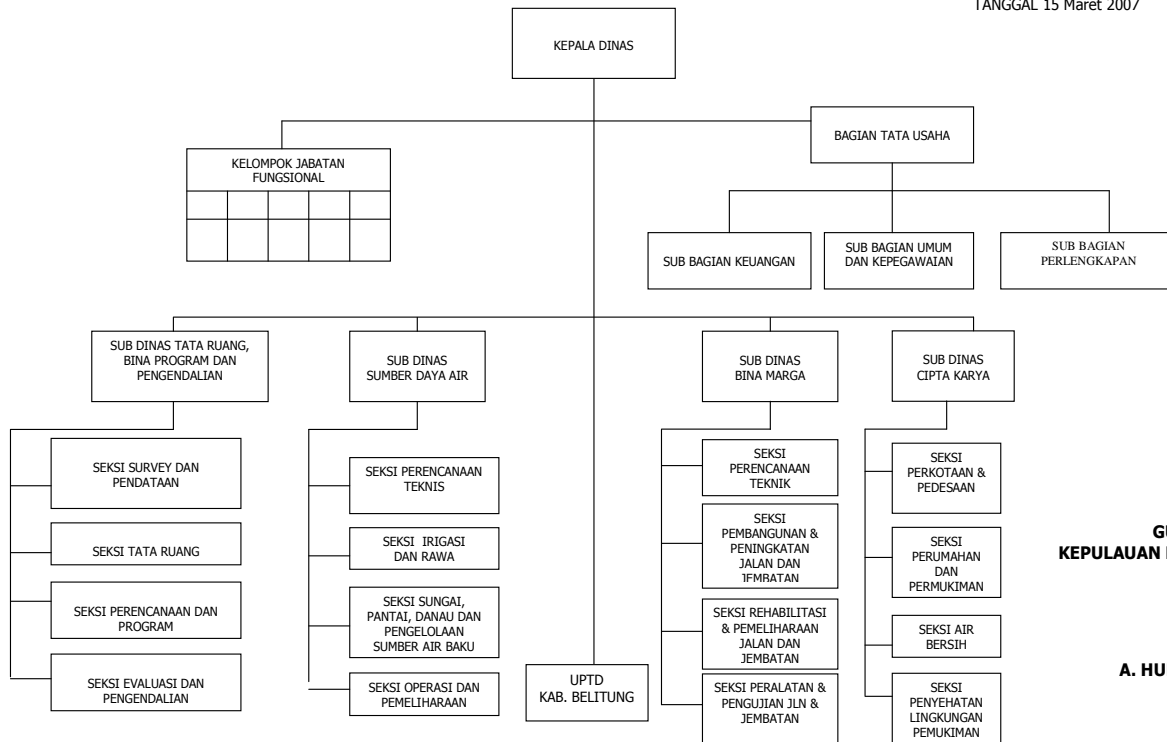 TANGGAL 15 Maret 2007
KEPALA DINAS
BAGIAN TATA USAHA
KELOMPOK JABATAN
FUNGSIONAL
SUB BAGIAN KEUANGAN
SUB BAGIAN UMUM
DAN KEPEGAWAIAN
SUB BAGIAN
PERLENGKAPAN
SUB DINAS TATA RUANG,
BINA PROGRAM DAN
PENGENDALIAN
SUB DINAS
SUMBER DAYA AIR
SUB DINAS
BINA MARGA
SUB DINAS
CIPTA KARYA
SEKSI SURVEY DAN
PENDATAAN
SEKSI TATA RUANG
SEKSI PERENCANAAN DAN
PROGRAM
SEKSI EVALUASI DAN
PENGENDALIAN
SEKSI PERENCANAAN
TEKNIS
SEKSI IRIGASI
DAN RAWA
SEKSI SUNGAI,
PANTAI, DANAU DAN
PENGELOLAAN
SUMBER AIR BAKU
SEKSI OPERASI DAN
PEMELIHARAAN
UPTD
KAB. BELITUNG
SEKSI
PERENCANAAN
TEKNIK
SEKSI
PEMBANGUNAN &
PENINGKATAN
JALAN DAN
JEMBATAN
SEKSI REHABILITASI
& PEMELIHARAAN
JALAN DAN
JEMBATAN
SEKSI PERALATAN &
PENGUJIAN JLN &
JEMBATAN
SEKSI
PERKOTAAN &
PEDESAAN
SEKSI
PERUMAHAN
DAN
PERMUKIMAN
SEKSI AIR
BERSIH
SEKSI
PENYEHATAN
LINGKUNGAN
PEMUKIMAN
KEPULAUAN
A. HU